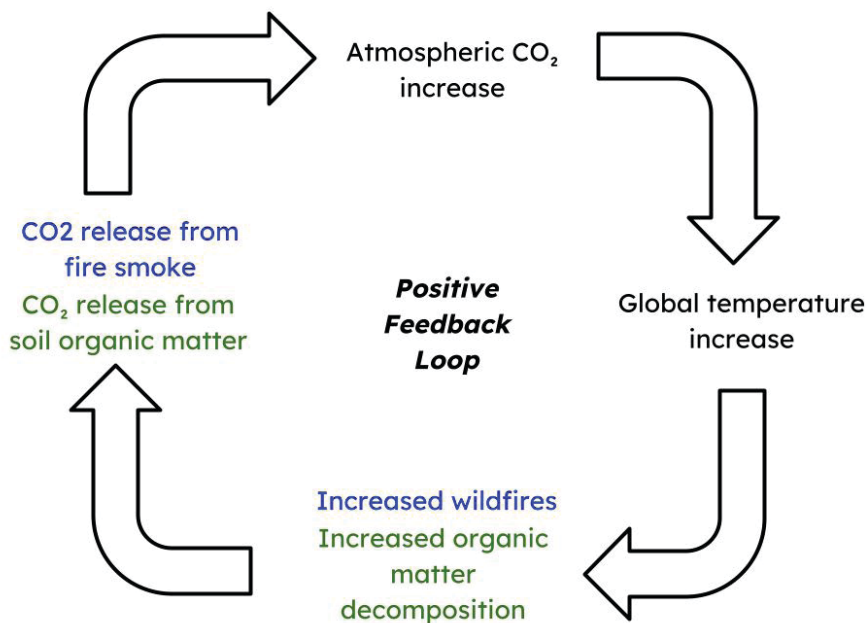 Atmospheric CO₂
increase
Global temperature
increase
Increased wildfires
Increased organic
matter
decomposition
CO2 release from
fire smoke
CO₂ release from
soil organic matter
Positive
Feedback
Loop